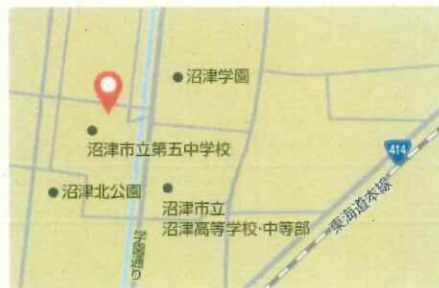 沼津学園
沼津市立第五中学校
414
沼津北公園
沼津市立
沼津高等学校・中等部
東海道本線
学園通り